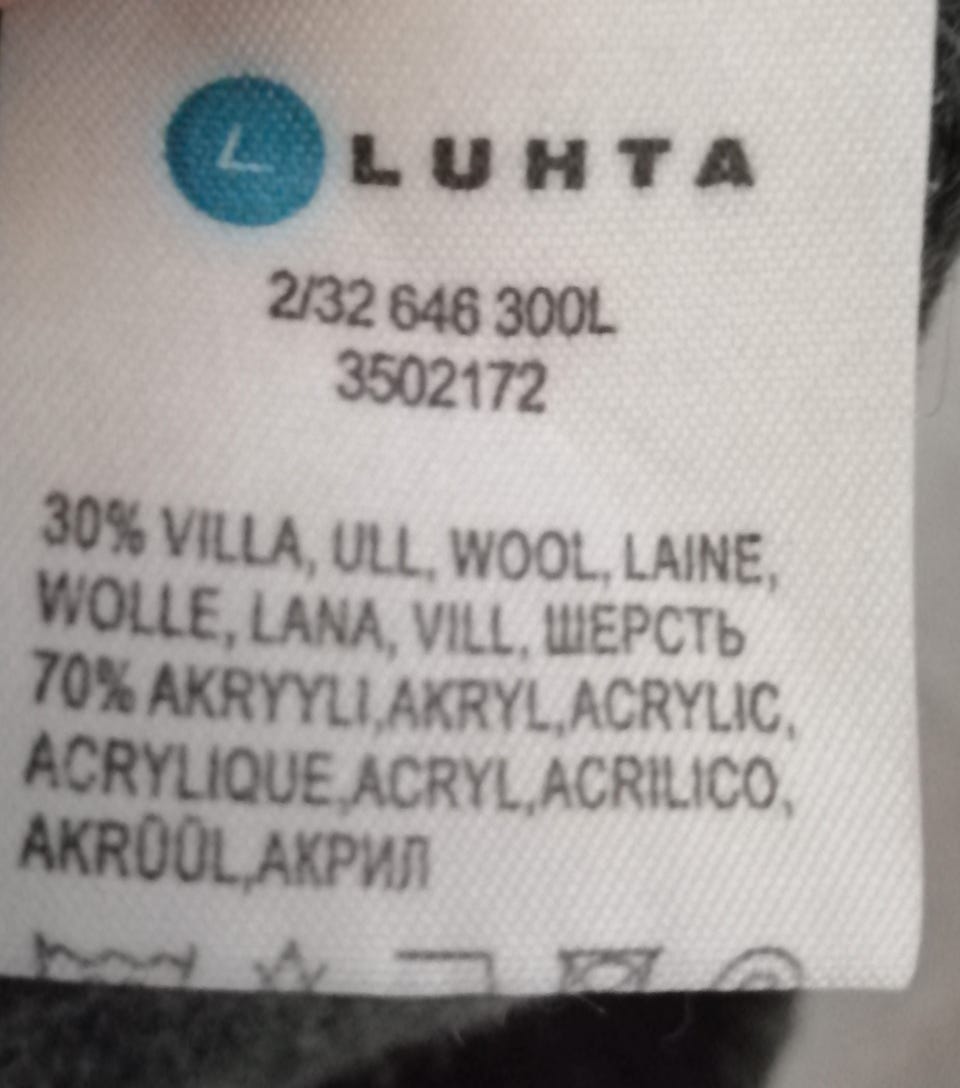 L LUHTA
2/32 646 300L
3502172
30% VILLA, ULL, WOOL, LAINE,
WOLLE, LANA, VILL, ШЕРСТЬ
70% AKRYYLI,AKRYL,ACRYLIC,
ACRYLIQUE,ACRYL,ACRILICO,
AKRÜÜL,АКРИЛ